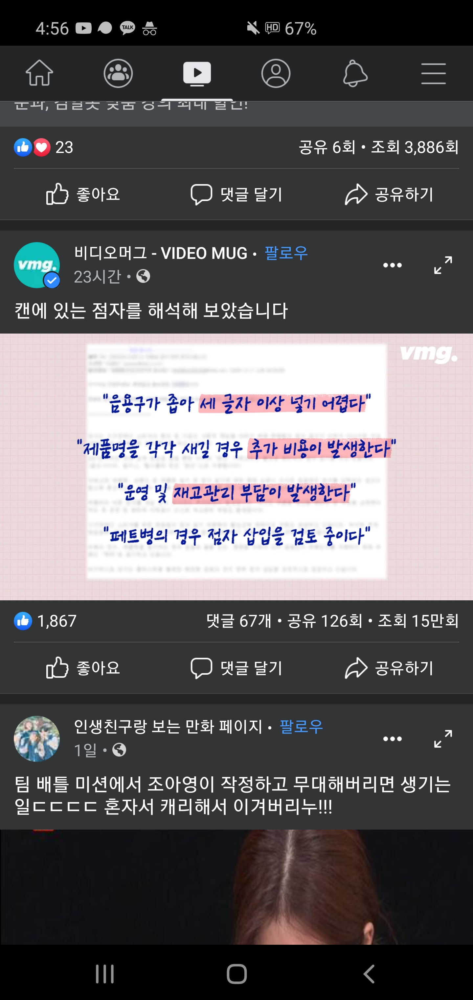 4:56
TALK
HD 67%
23
공유 6회 • 조회 3,886회
좋아요
댓글 달기
공유하기
vmg.
비디오머그 - VIDEO MUG • 팔로우
23시간 •
캔에 있는 점자를 해석해 보았습니다
vmg.
"음용구가 좁아 세 글자 이상 넣기 어렵다"
"제품명을 각각 새길 경우 추가 비용이 발생한다"
"운영 및 재고관리 부담이 발생한다"
"페트병의 경우 점자 삽입을 검토 중이다"
1,867
댓글 67개 • 공유 126회 • 조회 15만회
좋아요
댓글 달기
공유하기
인생친구랑 보는 만화 페이지 • 팔로우
1일 •
팀 배틀 미션에서 조아영이 작정하고 무대해버리면 생기는
일ㄷㄷㄷㄷ 혼자서 캐리해서 이겨버리누!!!